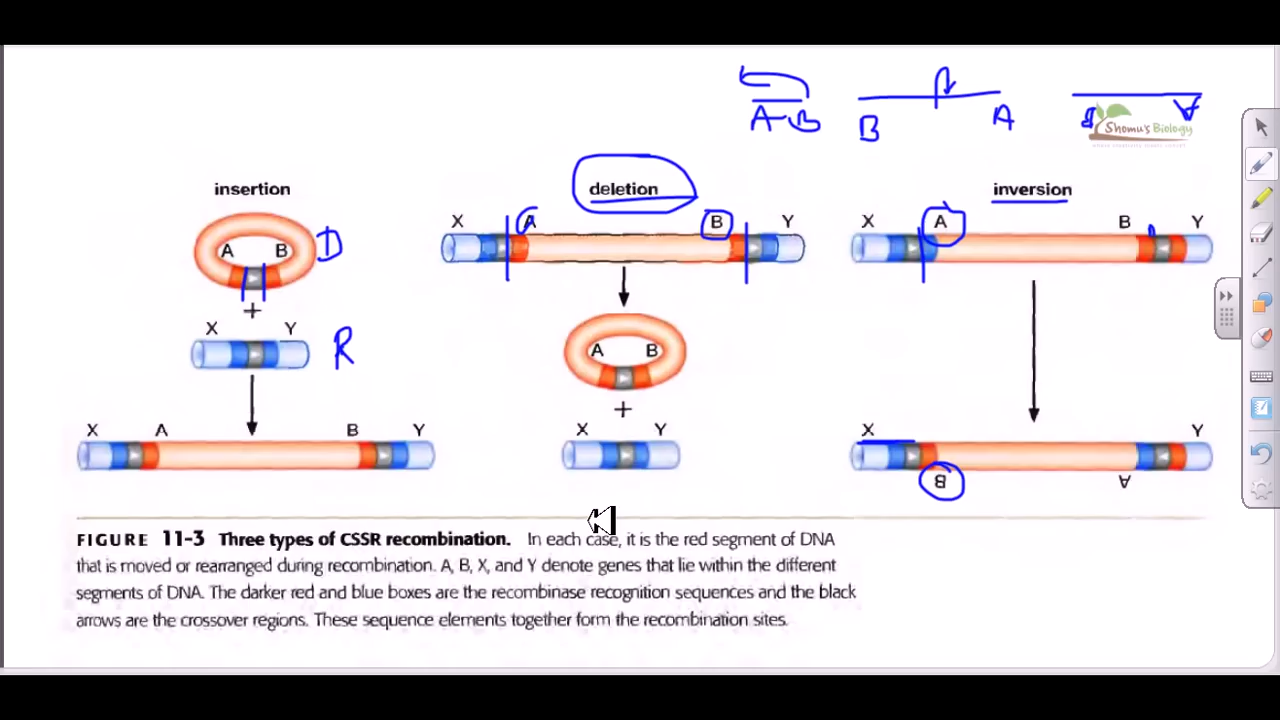 A-B B A B A
Shomu's Biology
insertion deletion inversion
X A B Y
X A B Y
A B D
X Y R
A B
X A B Y
X Y
X Y
B A
FIGURE 11-3 Three types of CSSR recombination. In each case, it is the red segment of DNA
that is moved or rearranged during recombination. A, B, X, and Y denote genes that lie within the different
segments of DNA. The darker red and blue boxes are the recombinase recognition sequences and the black
arrows are the crossover regions. These sequence elements together form the recombination sites.